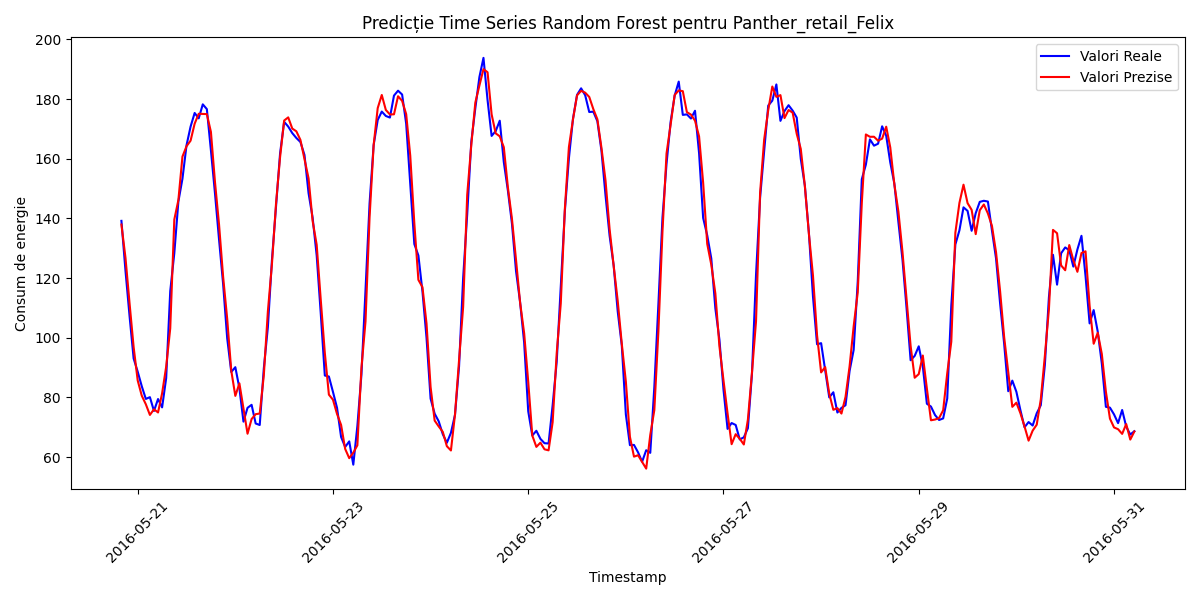 Predicție Time Series Random Forest pentru Panther_retail_Felix
Valori Reale
Valori Prezise
Consum de energie
200
180
160
140
120
100
80
60
2016-05-21
2016-05-23
2016-05-25
2016-05-27
2016-05-29
2016-05-31
Timestamp